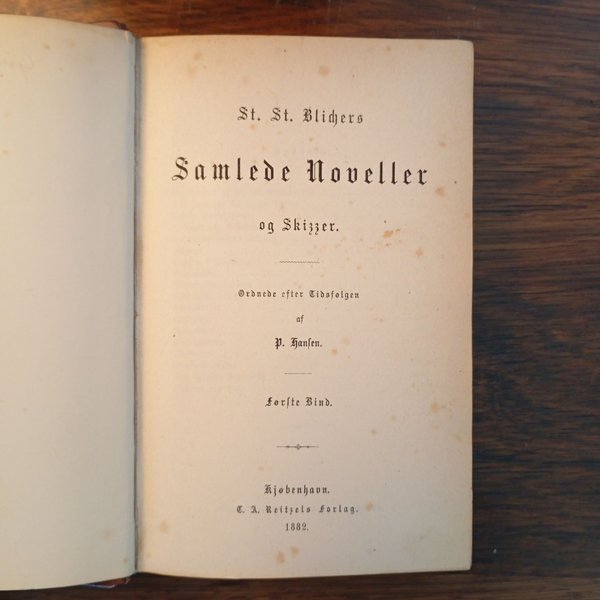 St. St. Blichers
Samlede Noveller
og Skizzer.
Ordnede efter Tidsfølgen
af
P. Hansen.
Første Bind.
Kjøbenhavn.
C. A. Reitzels Forlag.
1882.